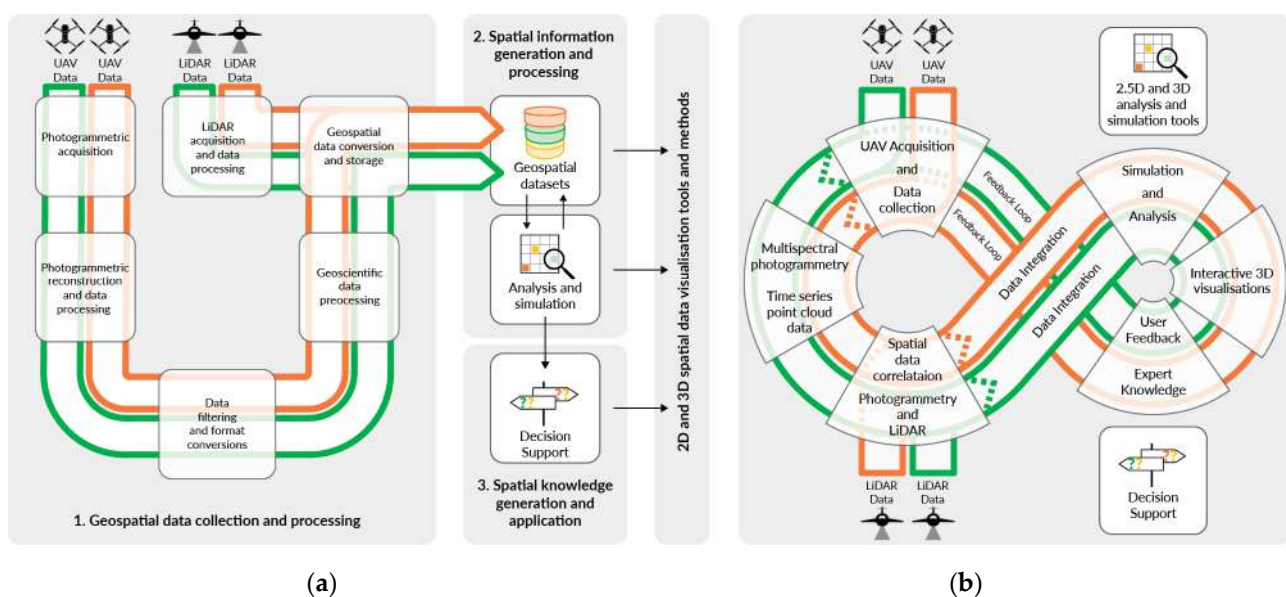 UAV
Data
UAV
Data
LiDAR
Data
LiDAR
Data
Photogrammetric
acquisition
LiDAR
acquisition
and data
processing
Geospatial
data conversion
and storage
Photogrammetric
reconstruction
and data
processing
Geoscientific
data
preocessing
Data
filtering
and format
conversions
1. Geospatial data collection and processing
2. Spatial information
generation and
processing
Geospatial
datasets
Analysis and
simulation
??
??
Decision
Support
3. Spatial knowledge
generation and
application
2D and 3D spatial data visualisation tools and methods
(a)
UAV
Data
UAV
Data
2.5D and 3D
analysis and
simulation tools
UAV Acquisition
and
Data
collection
Feedback Loop
Feedback Loop
Simulation
and
Analysis
Data Integration
Data Integration
Multispectral
photogrammetry
Time series
point cloud
data
Interactive 3D
visualisations
User
Feedback
Expert
Knowledge
Spatial
data
correlataion
Photogrammetry
and
LiDAR
LiDAR
Data
LiDAR
Data
??
??
Decision
Support
(b)